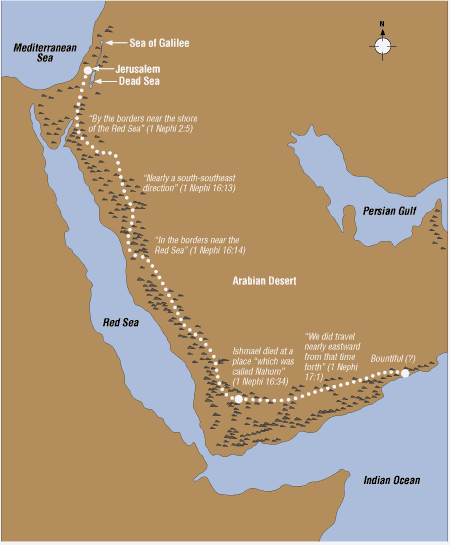 N
Mediterranean
Sea
Sea of Galilee
Jerusalem
Dead Sea
"By the borders near the shore
of the Red Sea" (1 Nephi 2:5)
"Nearly a south-southeast
direction" (1 Nephi 16:13)
Persian Gulf
"In the borders near the
Red Sea" (1 Nephi 16:14)
Arabian Desert
Red Sea
Ishmael died at a
place "which was
called Nahom"
(1 Nephi 16:34)
"We did travel
nearly eastward
from that time
forth" (1 Nephi
17:1)
Bountiful (?)
Indian Ocean